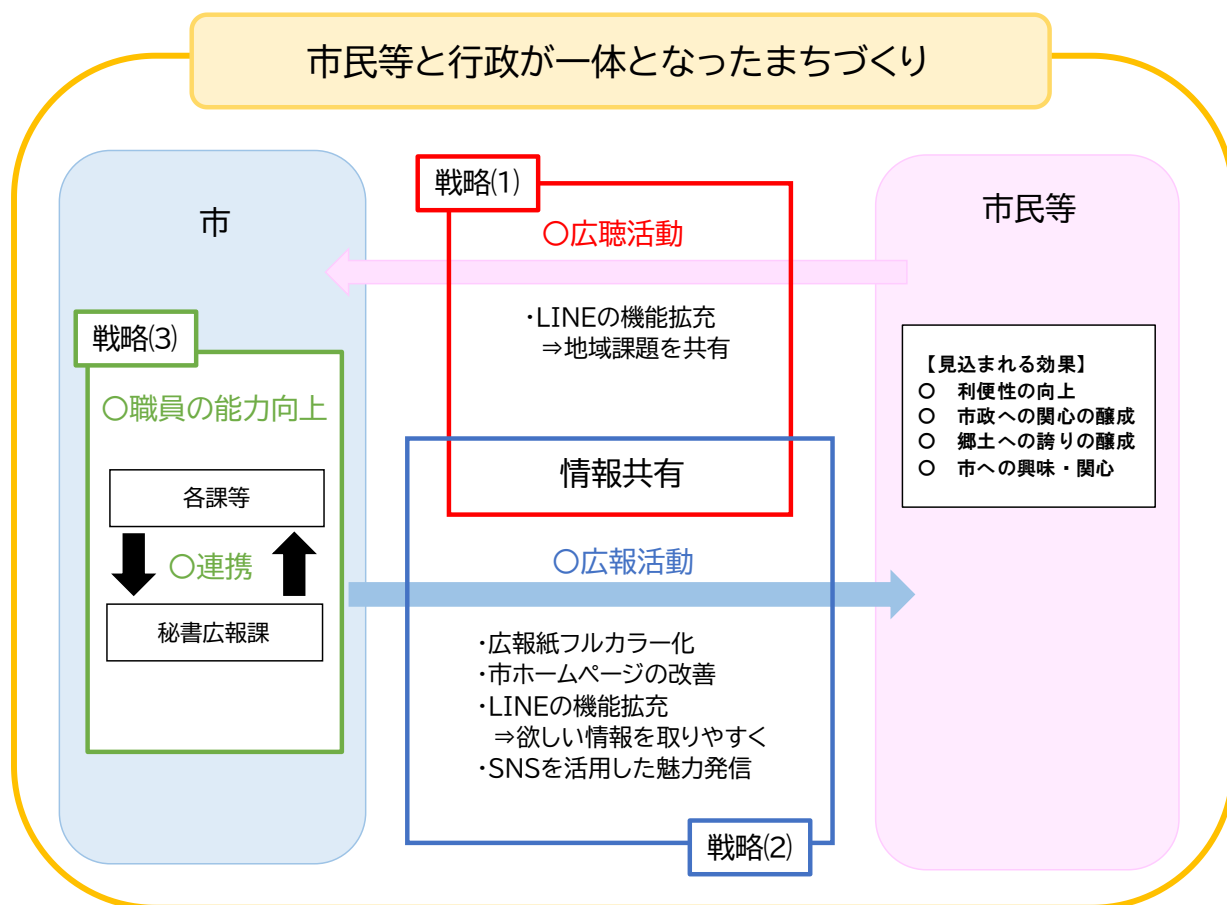 市民等と行政が一体となったまちづくり
市
戦略(3)
〇職員の能力向上
各課等
〇連携
秘書広報課
戦略(1)
〇広聴活動
・LINEの機能拡充
⇒地域課題を共有
情報共有
〇広報活動
・広報紙フルカラー化
・市ホームページの改善
・LINEの機能拡充
⇒欲しい情報を取りやすく
・SNSを活用した魅力発信
戦略(2)
市民等
【見込まれる効果】
〇 利便性の向上
〇 市政への関心の醸成
〇 郷土への誇りの醸成
〇 市への興味・関心